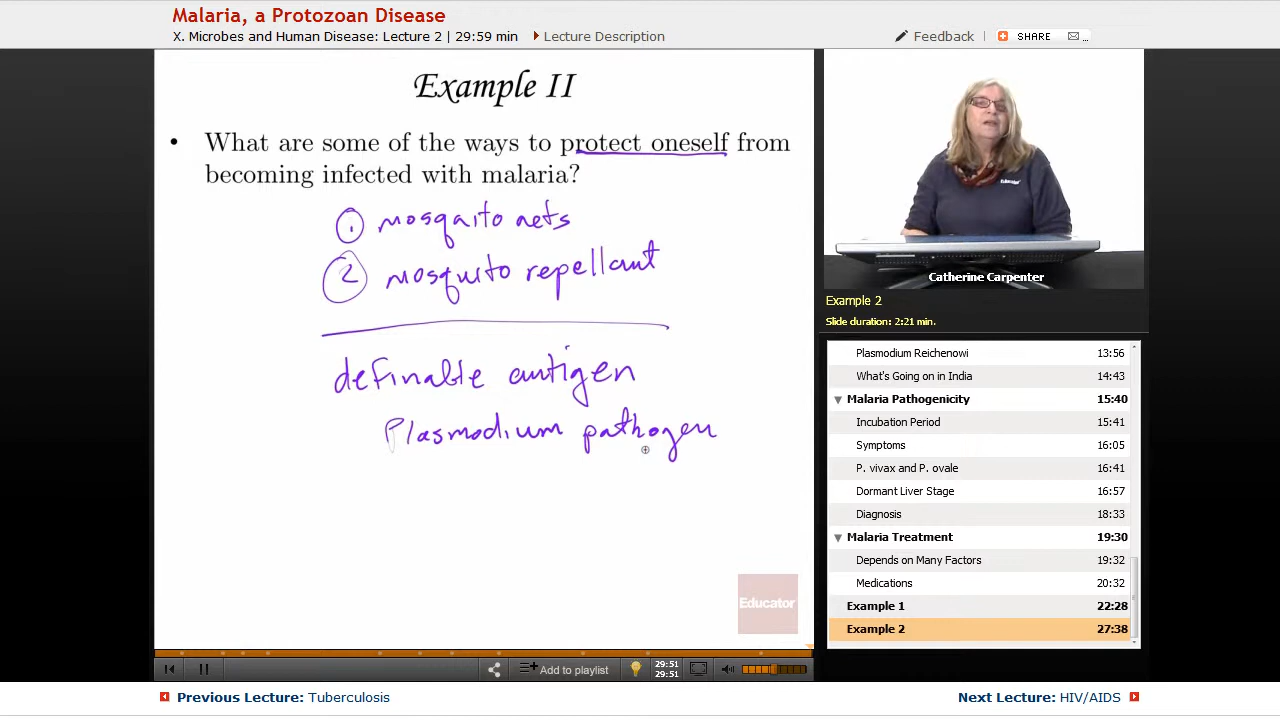 Malaria, a Protozoan Disease
X. Microbes and Human Disease: Lecture 2 | 29:59 min
Lecture Description
Feedback
SHARE
...
Example II
• What are some of the ways to protect oneself from
becoming infected with malaria?
1. mosquito nets
2 mosquito repellant
definable antigen
Plasmodium pathogen
Educator
Educator
Catherine Carpenter
Example 2
Slide duration: 2:21 min.
Plasmodium Reichenowi 13:56
What's Going on in India 14:43
Malaria Pathogenicity 15:40
Incubation Period 15:41
Symptoms 16:05
P. vivax and P. ovale 16:41
Dormant Liver Stage 16:57
Diagnosis 18:33
Malaria Treatment 19:30
Depends on Many Factors 19:32
Medications 20:32
Example 1 22:28
Example 2 27:38
Add to playlist
29:51
29:51
Previous Lecture: Tuberculosis
Next Lecture: HIV/AIDS